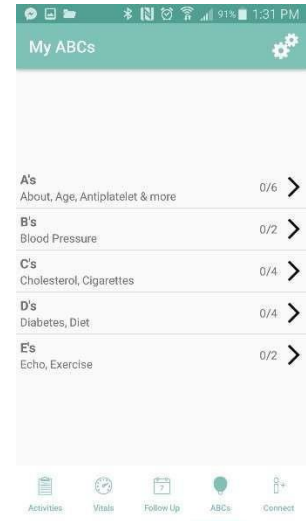 91% 1:31 PM
My ABCs
A's
About, Age, Antiplatelet & more
0/6
B's
Blood Pressure
0/2
C's
Cholesterol, Cigarettes
0/4
D's
Diabetes, Diet
0/4
E's
Echo, Exercise
0/2
?
Activities Vitals Follow Up ABCs Connect